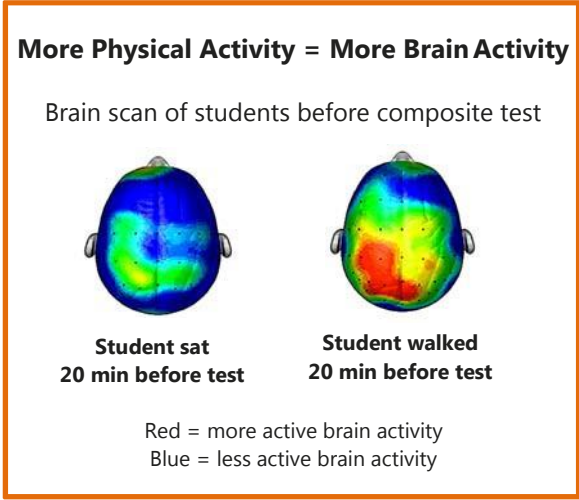 More Physical Activity = More Brain Activity
Brain scan of students before composite test
Student sat
20 min before test
Student walked
20 min before test
Red = more active brain activity
Blue = less active brain activity